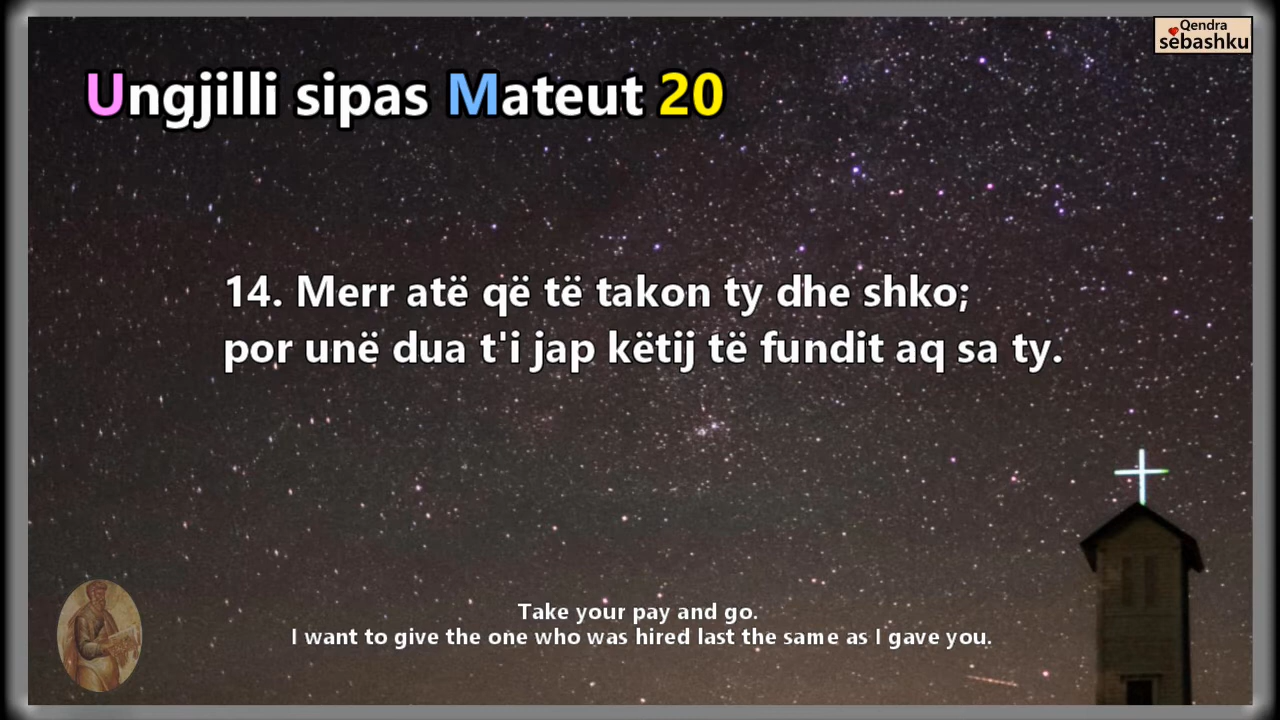 Qendra
sebashku
Ungjilli sipas Mateut 20
14. Merr atë që të takon ty dhe shko;
por unë dua t'i jap këtij të fundit aq sa ty.
Take your pay and go.
I want to give the one who was hired last the same as I gave you.